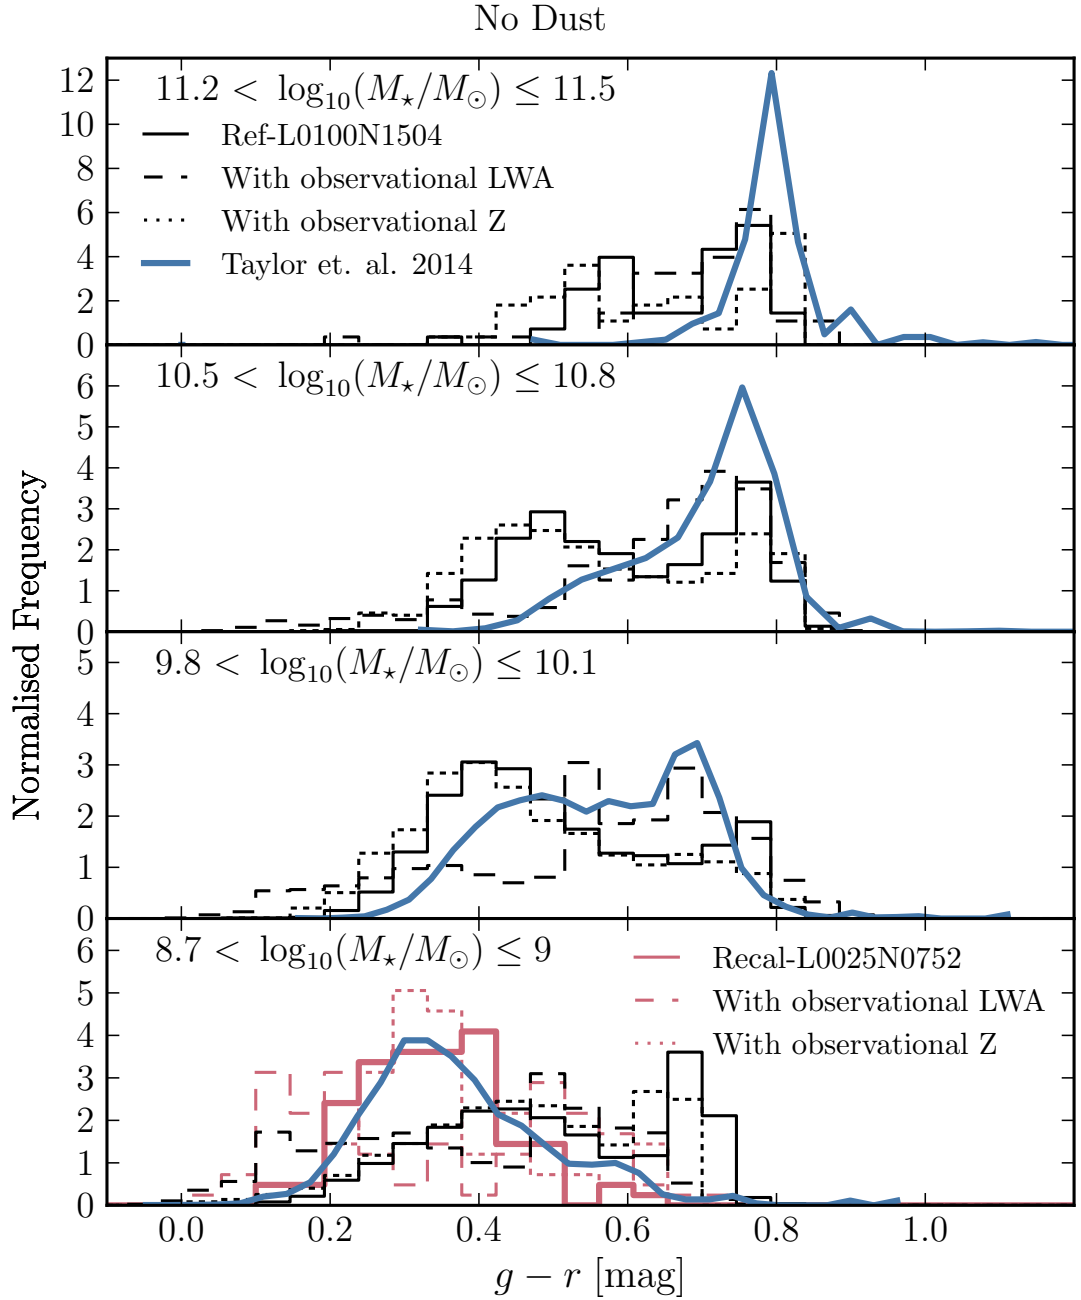 No Dust
Normalised Frequency
11.2 < log₁₀(M⋆/M⊙) ≤ 11.5
Ref-L0100N1504
With observational LWA
With observational Z
Taylor et. al. 2014
12
10
8
6
4
2
0
10.5 < log₁₀(M⋆/M⊙) ≤ 10.8
6
5
4
3
2
1
0
9.8 < log₁₀(M⋆/M⊙) ≤ 10.1
5
4
3
2
1
0
8.7 < log₁₀(M⋆/M⊙) ≤ 9
Recal-L0025N0752
With observational LWA
With observational Z
6
5
4
3
2
1
0
0.0 0.2 0.4 0.6 0.8 1.0
g − r [mag]